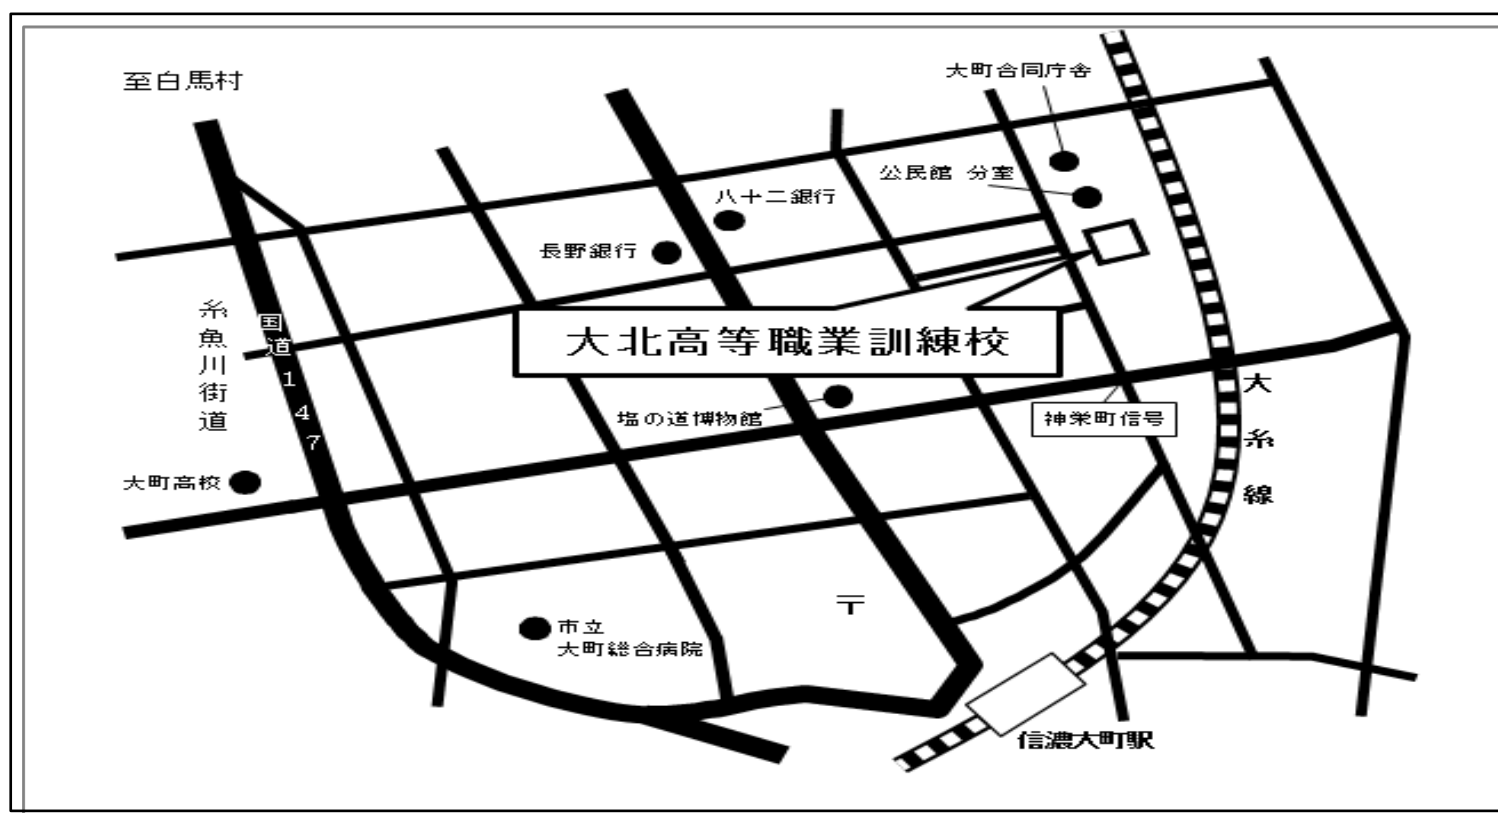 至白馬村
大町合同庁舎
公民館 分室
八十二銀行
長野銀行
糸魚川街道
国道147
大北高等職業訓練校
大糸線
塩の道博物館
神栄町信号
大町高校
〒
市立
大町総合病院
信濃大町駅